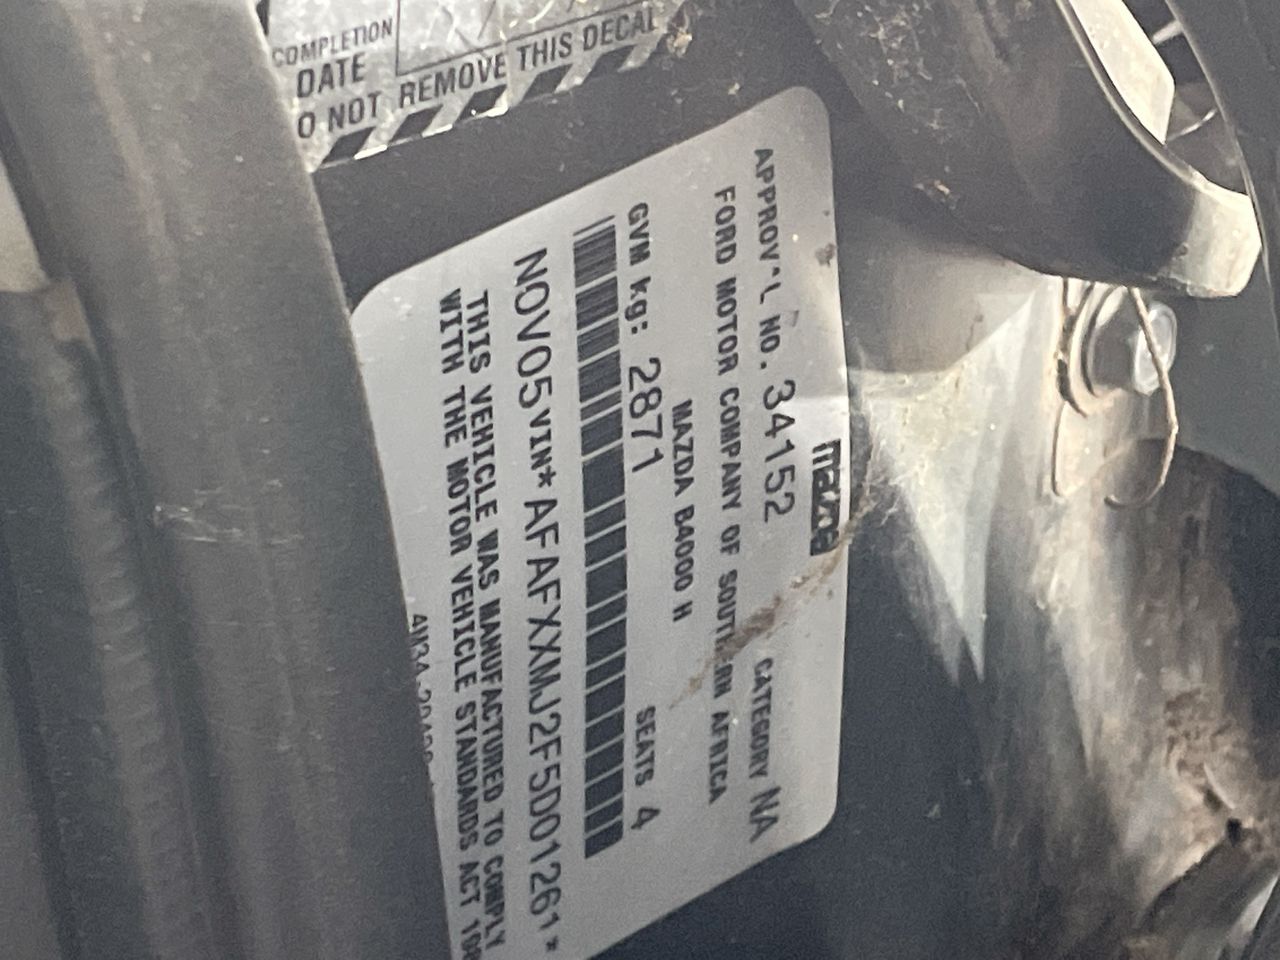 COMPLETION
DATE
O NOT REMOVE THIS DECAL
mazda
APPROV'L NO. 34152 CATEGORY NA
FORD MOTOR COMPANY OF SOUTHERN AFRICA
MAZDA B4000 H
GVM kg: 2871 SEATS 4
NOV05VIN*AFAFXXMJ2F5D01261*
THIS VEHICLE WAS MANUFACTURED TO COMPLY
WITH THE MOTOR VEHICLE STANDARDS ACT 198